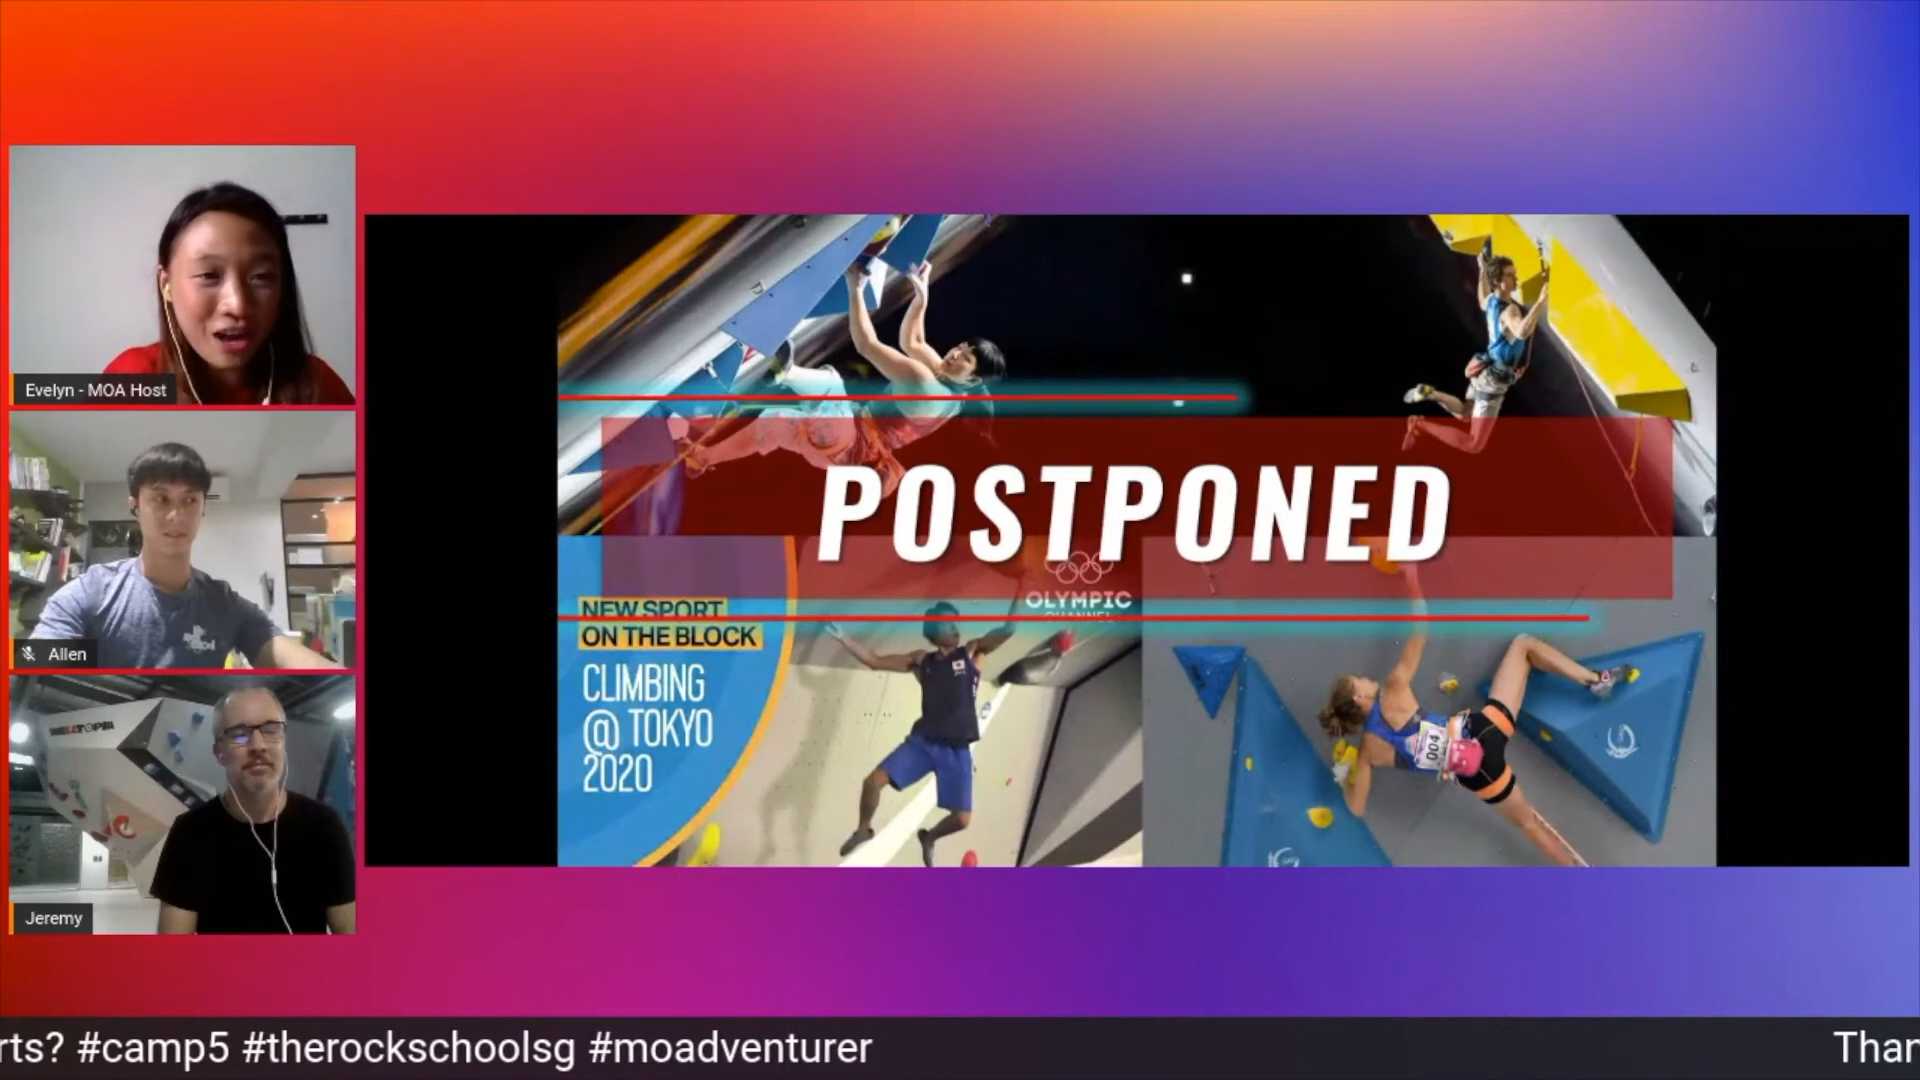 Evelyn - MOA Host
Allen
Jeremy
POSTPONED
OLYMPIC
CHANNEL
NEW SPORT
ON THE BLOCK
CLIMBING
@ TOKYO
2020
004
rts? #camp5 #therockschoolsg #moadventurer
Than